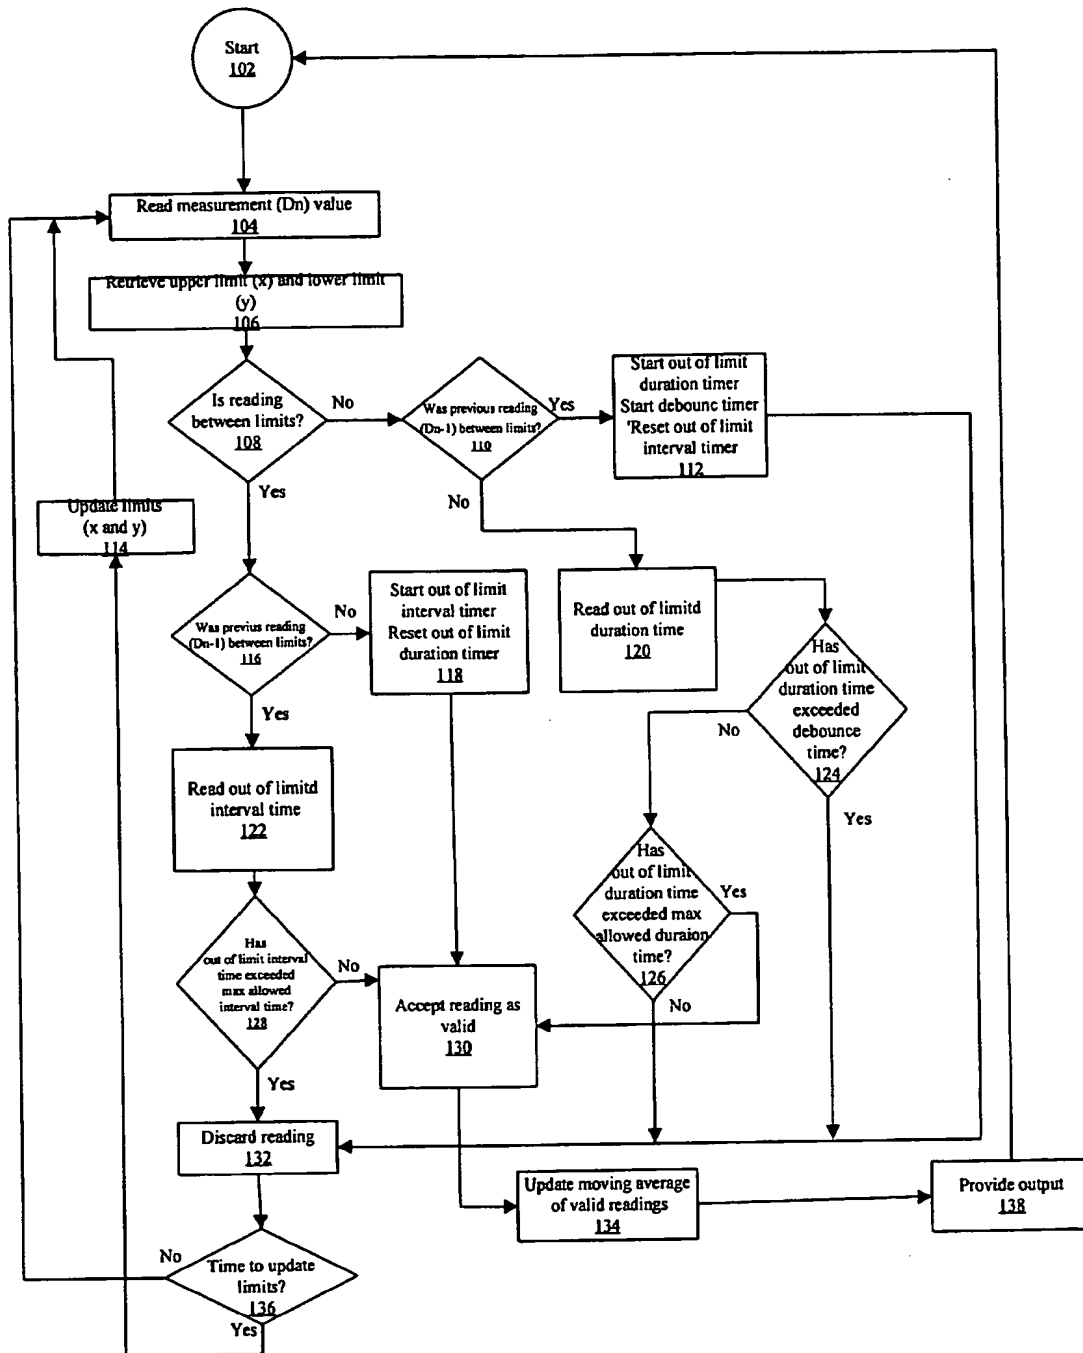 Start
102
Read measurement (Dn) value
104
Retrieve upper limit (x) and lower limit
(y)
106
Is reading
between limits?
108
No
Was previous reading
(Dn-1) between limits?
110
Yes
Start out of limit
duration timer
Start debounc timer
'Reset out of limit
interval timer
112
Yes
No
Update limits
(x and y)
114
Was previus reading
(Dn-1) between limits?
116
No
Start out of limit
interval timer
Reset out of limit
duration timer
118
Read out of limitd
duration time
120
Has
out of limit
duration time
exceeded
debounce
time?
124
Yes
No
Yes
Read out of limitd
interval time
122
Has
out of limit
duration time
exceeded max
allowed duraion
time?
126
Yes
No
Has
out of limit interval
time exceeded
max allowed
interval time?
128
No
Yes
Accept reading as
valid
130
Discard reading
132
Update moving average
of valid readings
134
Provide output
138
No
Time to update
limits?
136
Yes